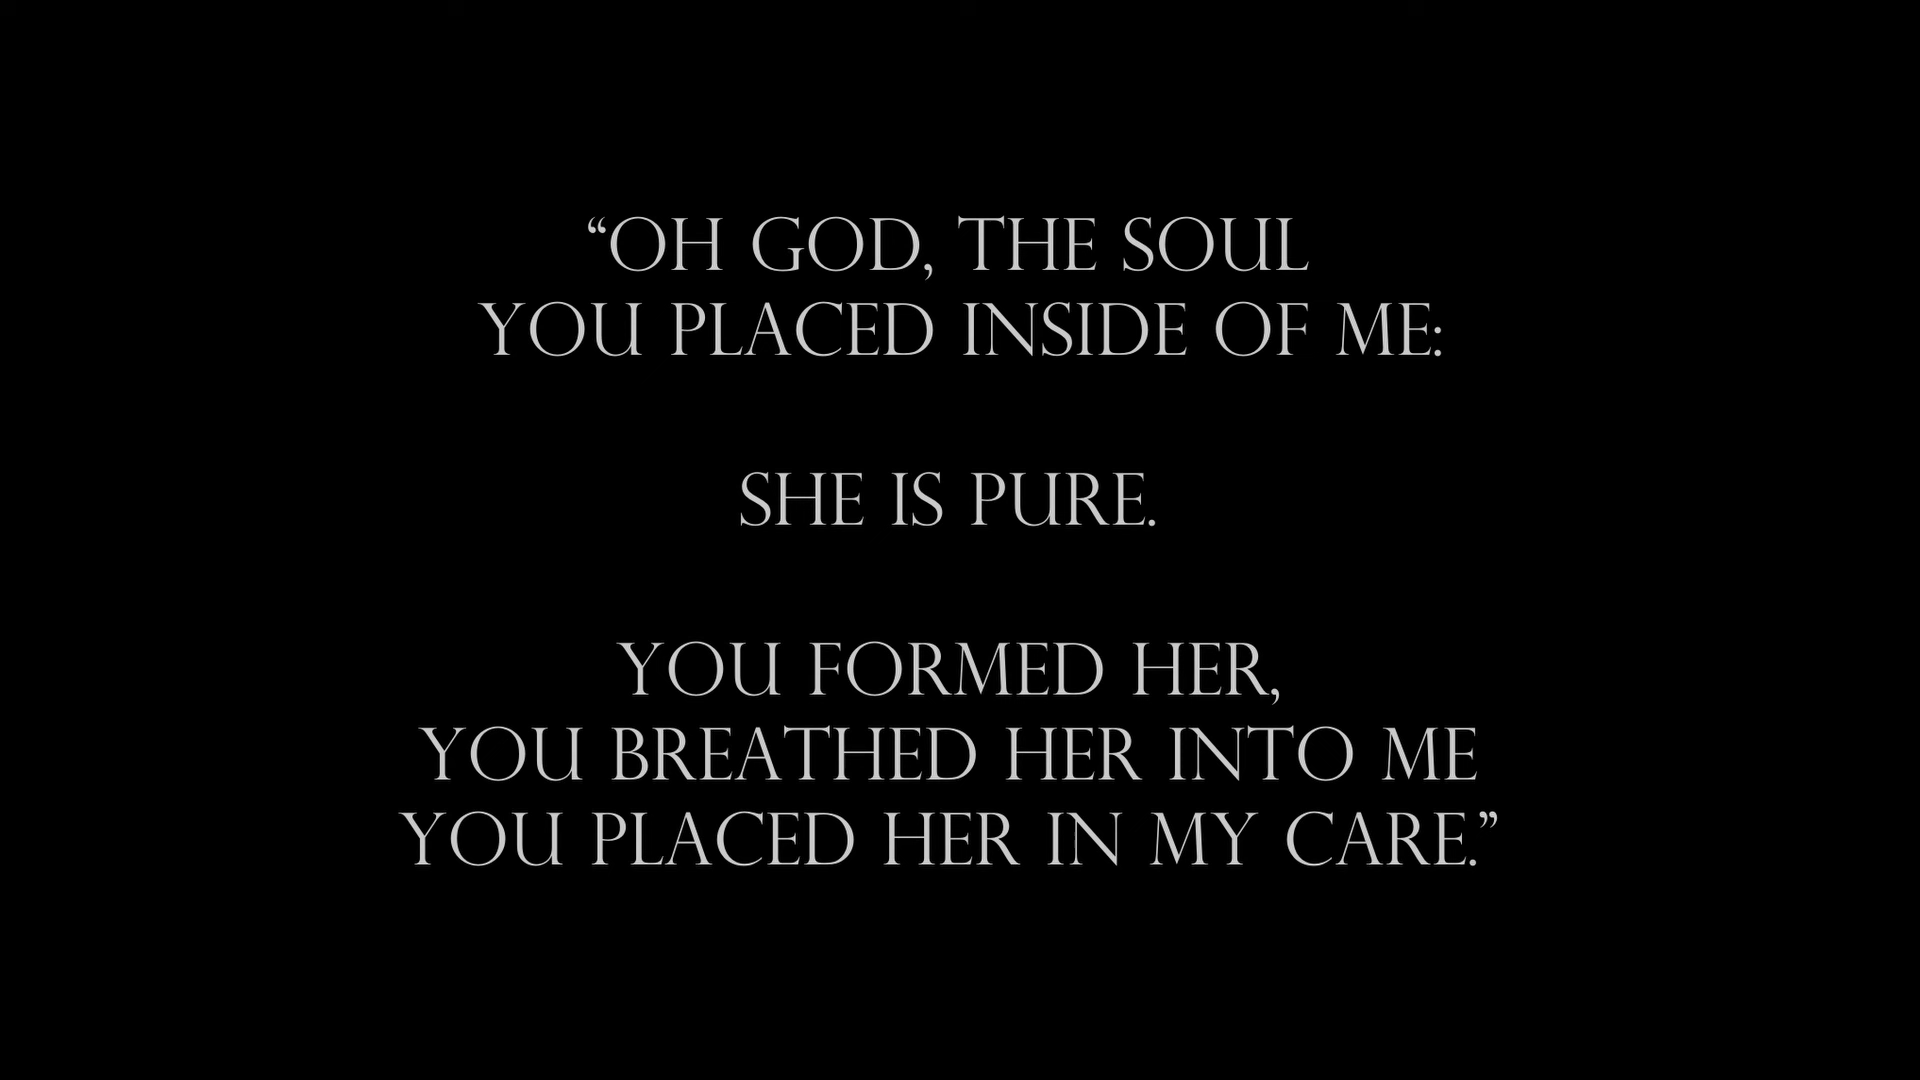 “OH GOD, THE SOUL
YOU PLACED INSIDE OF ME:
SHE IS PURE.
YOU FORMED HER,
YOU BREATHED HER INTO ME
YOU PLACED HER IN MY CARE.”